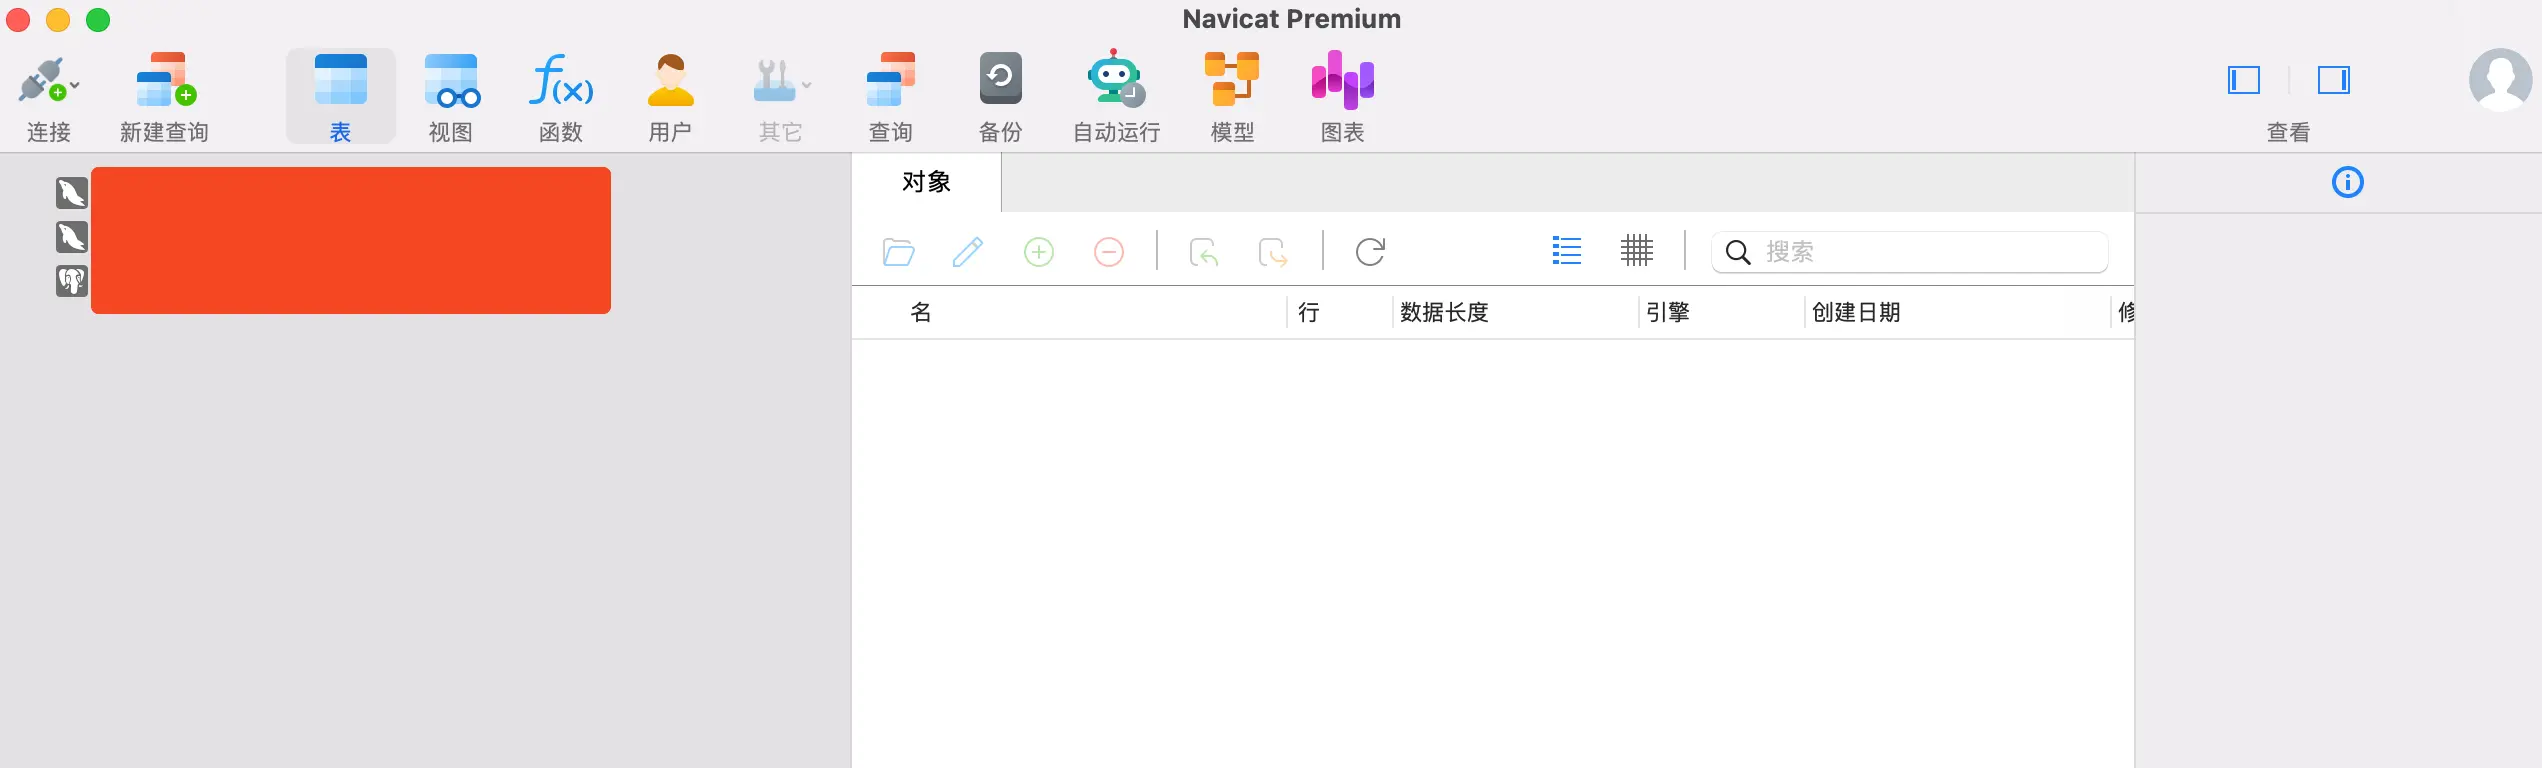 Navicat Premium
连接 新建查询 表 视图 函数 用户 其它 查询 备份 自动运行 模型 图表 查看
对象
搜索
名 行 数据长度 引擎 创建日期 修